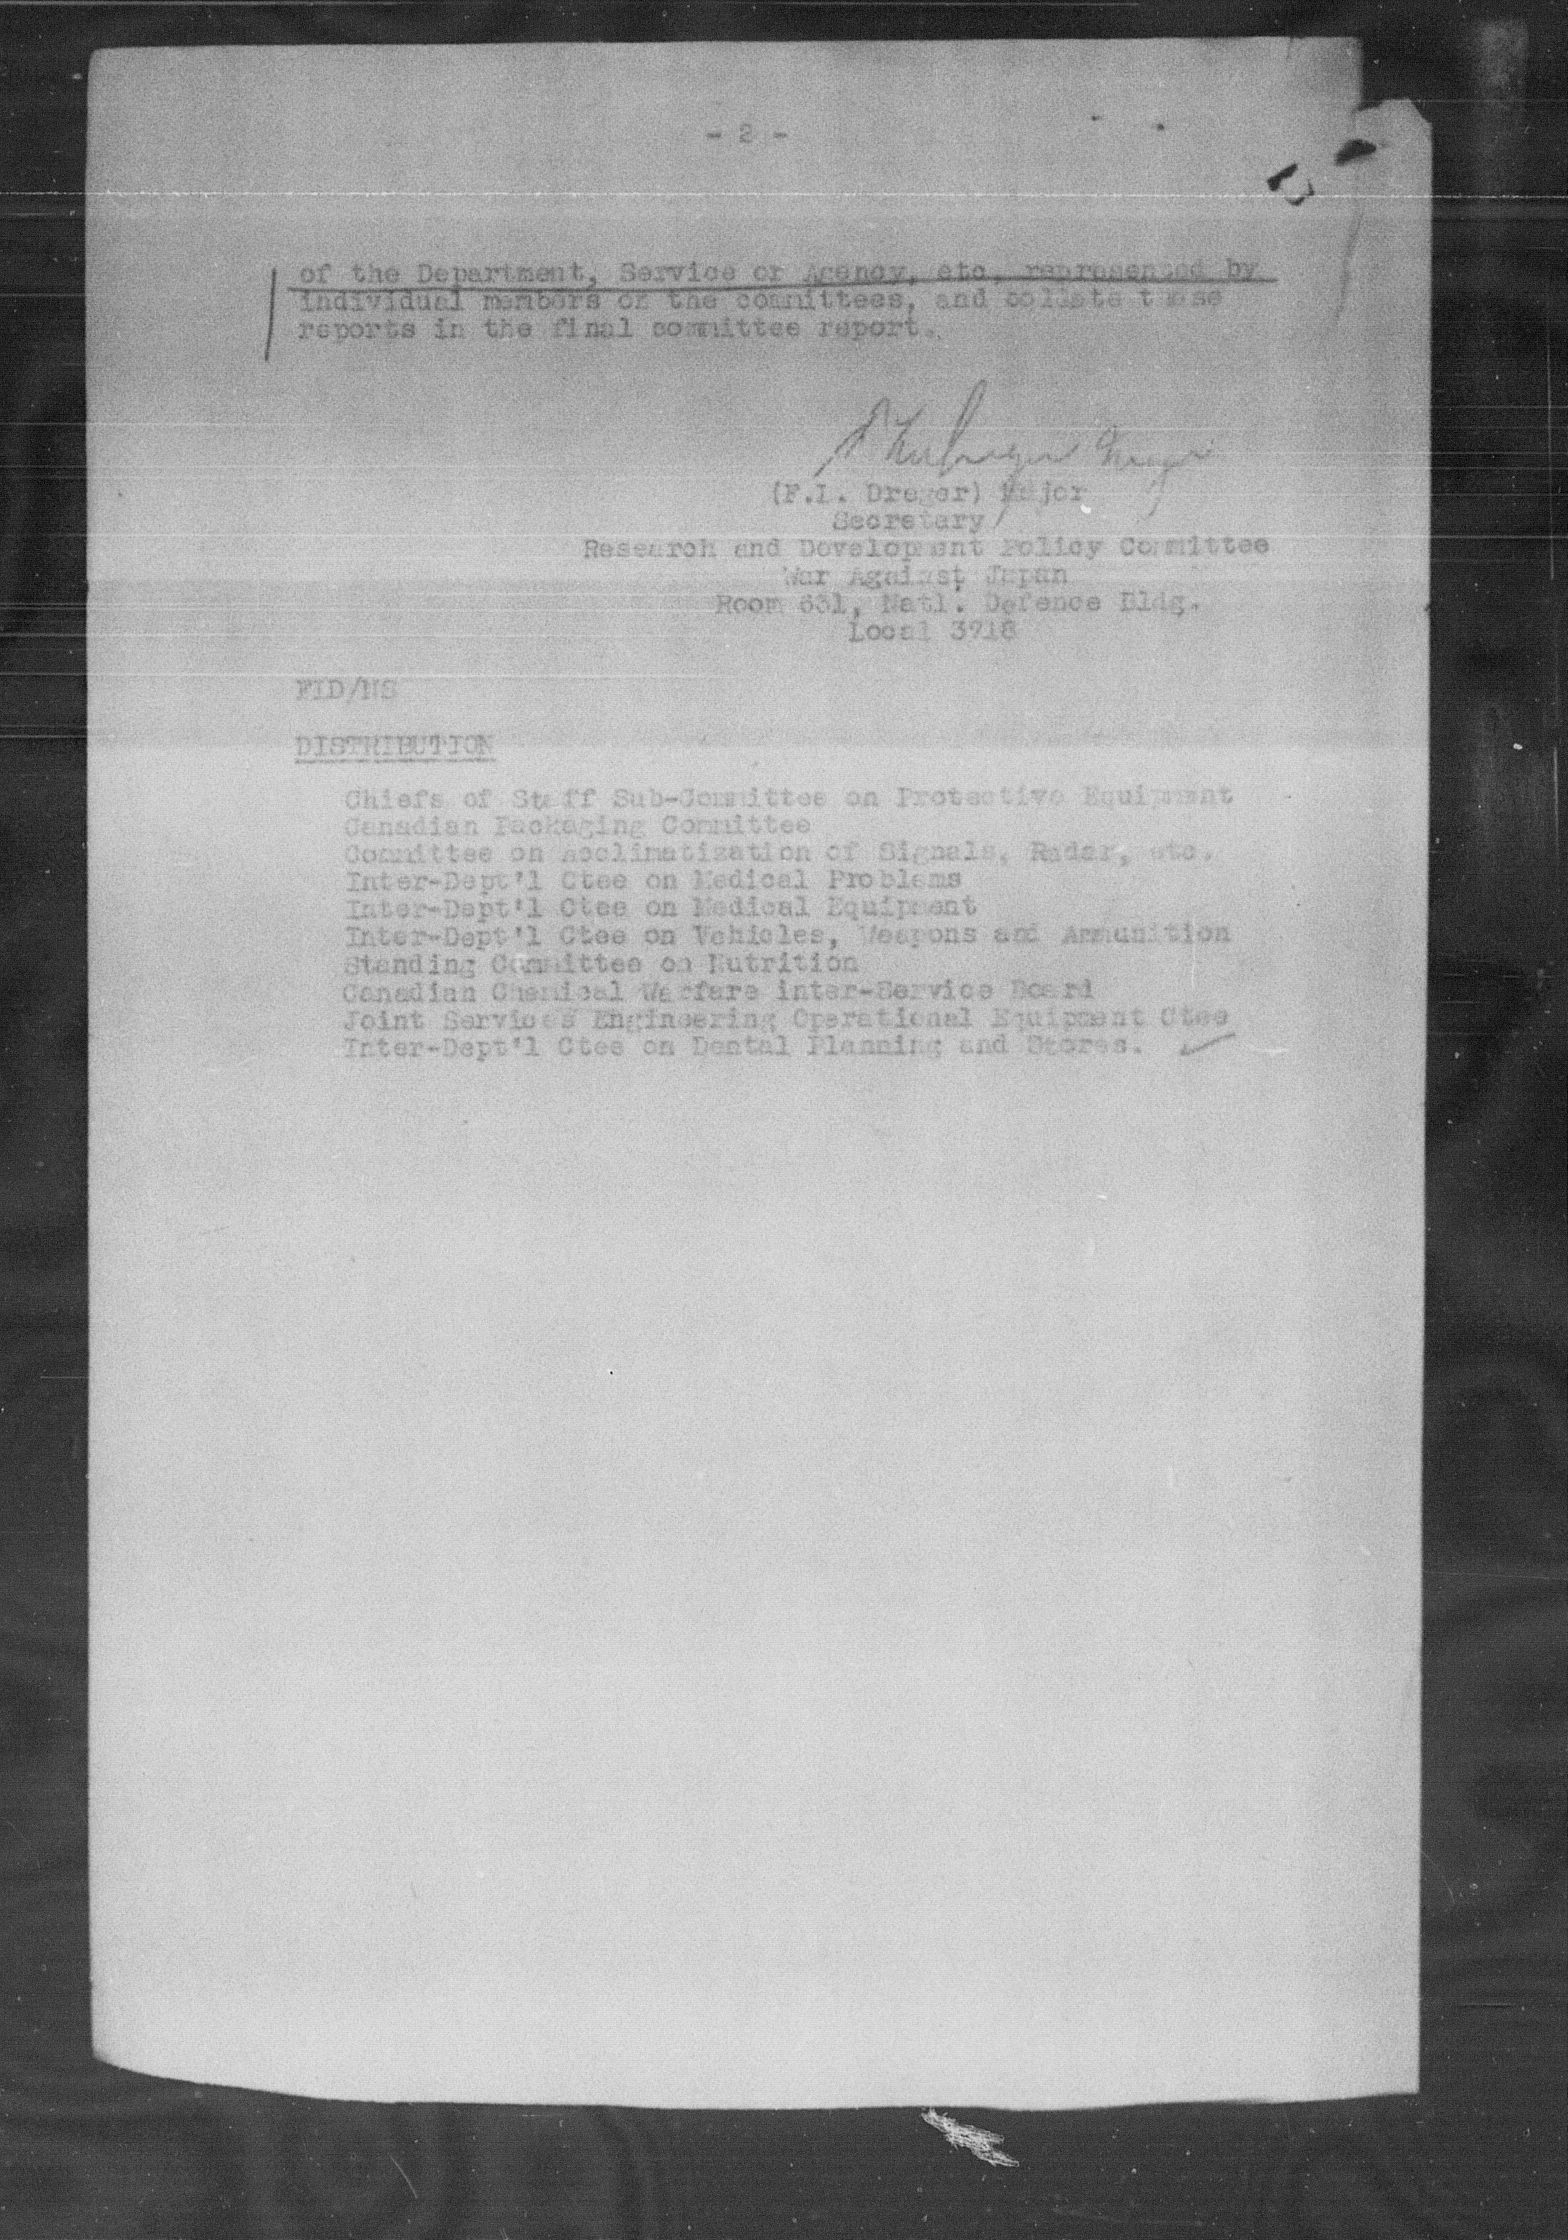 - 2 -
of the Department, Service or Agency, etc. represented by
individual members of the committees, and collate these
reports in the final committee report.
(F.I. Dreger) Major
Secretary
Research and Development Policy Committee
War Against Japan
Room 631, Natl. Defence Bldg.
Local 3918
FID/NS
DISTRIBUTION
Chiefs of Staff Sub-Committee on Protective Equipment
Canadian Packaging Committee
Committee on Acclimatization of Signals, Radar, etc.
Inter-Dept'l Ctee on Medical Problems
Inter-Dept'l Ctee on Medical Equipment
Inter-Dept'l Ctee on Vehicles, Weapons and Ammunition
Standing Committee on Nutrition
Canadian Chemical Warfare inter-Service Board
Joint Services Engineering Operational Equipment Ctee
Inter-Dept'l Ctee on Dental Planning and Stores.